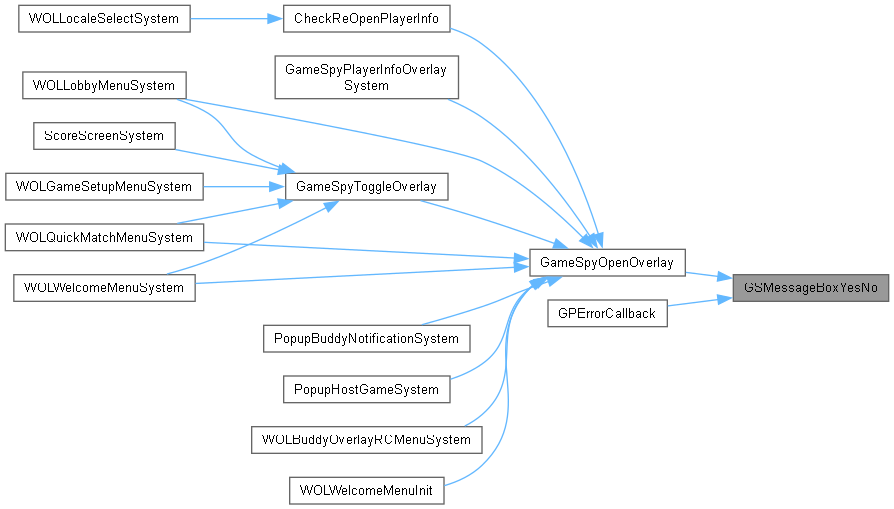 WOLLocaleSelectSystem
CheckReOpenPlayerInfo
GameSpyPlayerInfoOverlay
System
WOLLobbyMenuSystem
ScoreScreenSystem
WOLGameSetupMenuSystem
GameSpyToggleOverlay
WOLQuickMatchMenuSystem
WOLWelcomeMenuSystem
GameSpyOpenOverlay
GSMessageBoxYesNo
GPErrorCallback
PopupBuddyNotificationSystem
PopupHostGameSystem
WOLBuddyOverlayRCMenuSystem
WOLWelcomeMenuInit